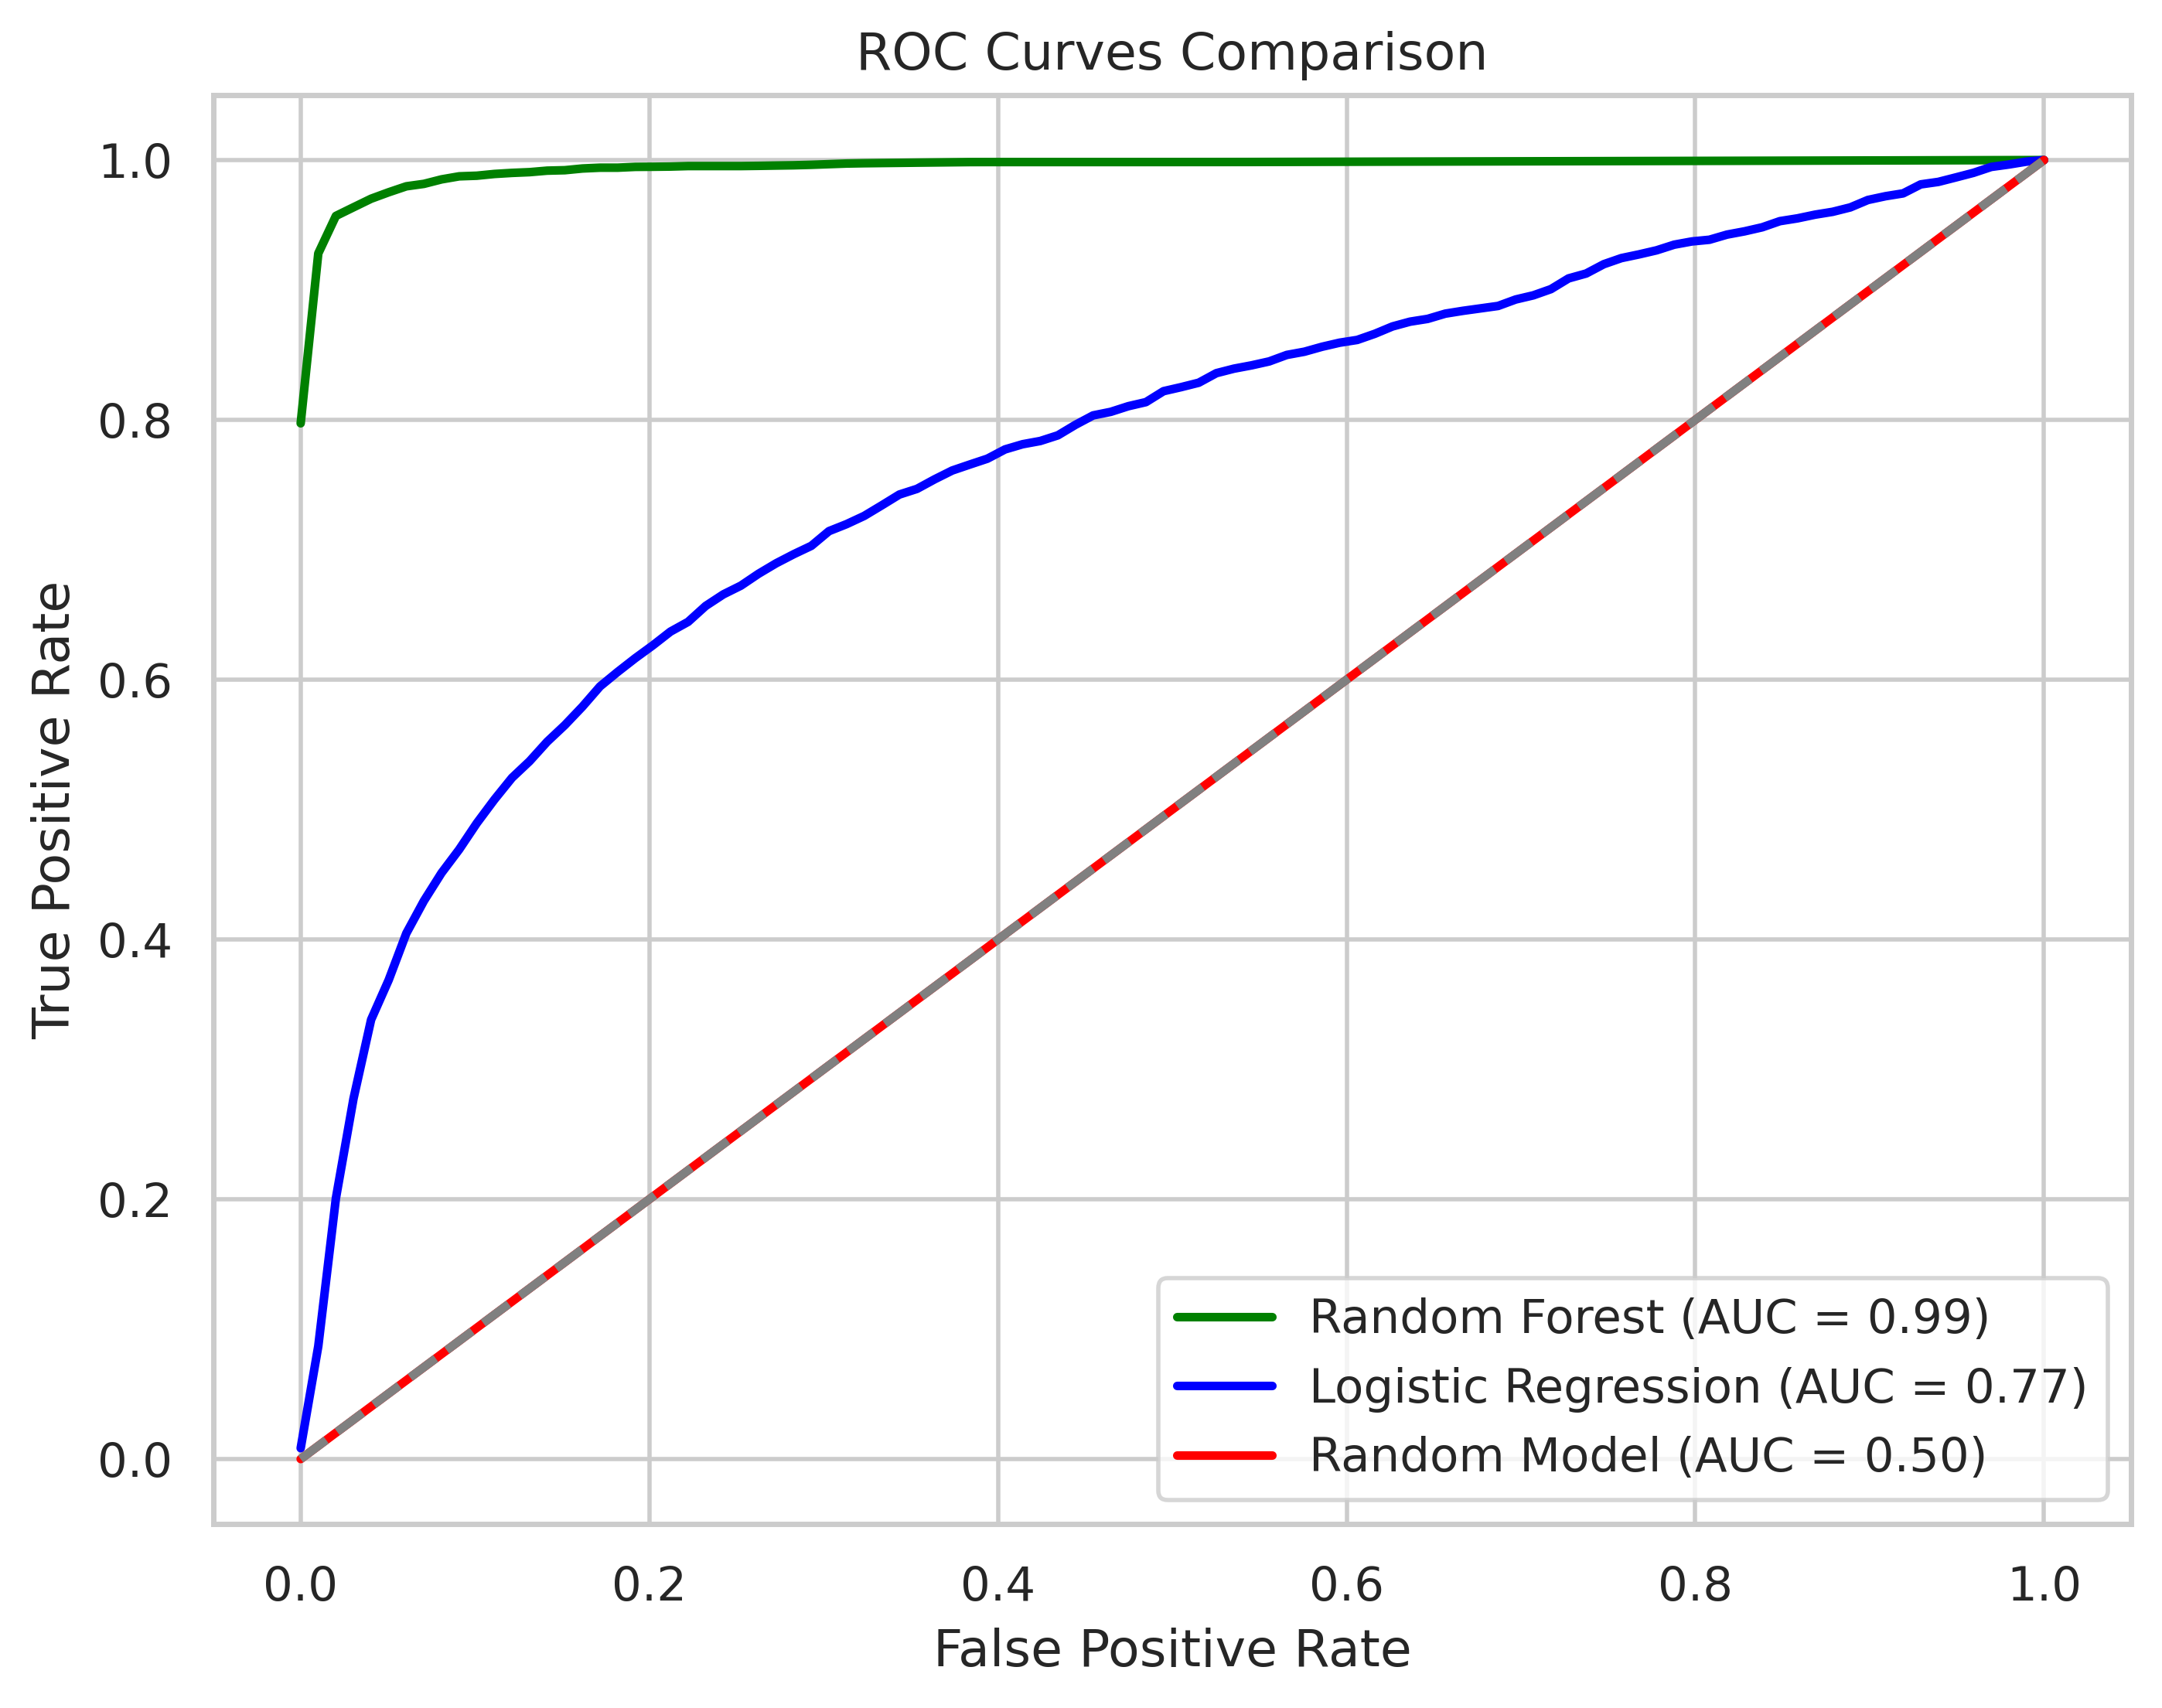 ROC Curves Comparison
True Positive Rate
1.0
0.8
0.6
0.4
0.2
0.0
Random Forest (AUC = 0.99)
Logistic Regression (AUC = 0.77)
Random Model (AUC = 0.50)
0.0 0.2 0.4 0.6 0.8 1.0
False Positive Rate